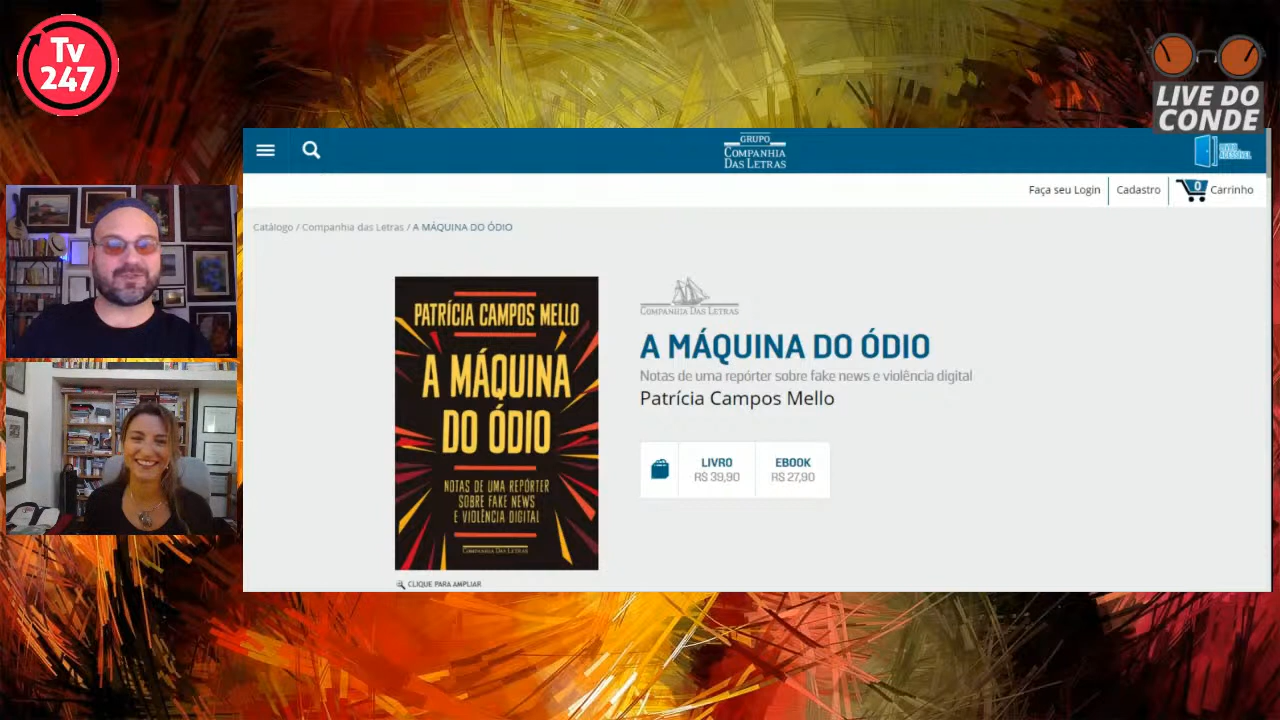 Tv
247
LIVE DO
CONDE
GRUPO
COMPANHIA
DAS LETRAS
Faça seu Login
Cadastro
0
Carrinho
Catálogo / Companhia das Letras / A MÁQUINA DO ÓDIO
PATRÍCIA CAMPOS MELLO
A MÁQUINA
DO ÓDIO
NOTAS DE UMA REPÓRTER
SOBRE FAKE NEWS
E VIOLÊNCIA DIGITAL
COMPANHIA DAS LETRAS
CLIQUE PARA AMPLIAR
COMPANHIA DAS LETRAS
A MÁQUINA DO ÓDIO
Notas de uma repórter sobre fake news e violência digital
Patrícia Campos Mello
LIVRO
R$ 39,90
EBOOK
R$ 27,90